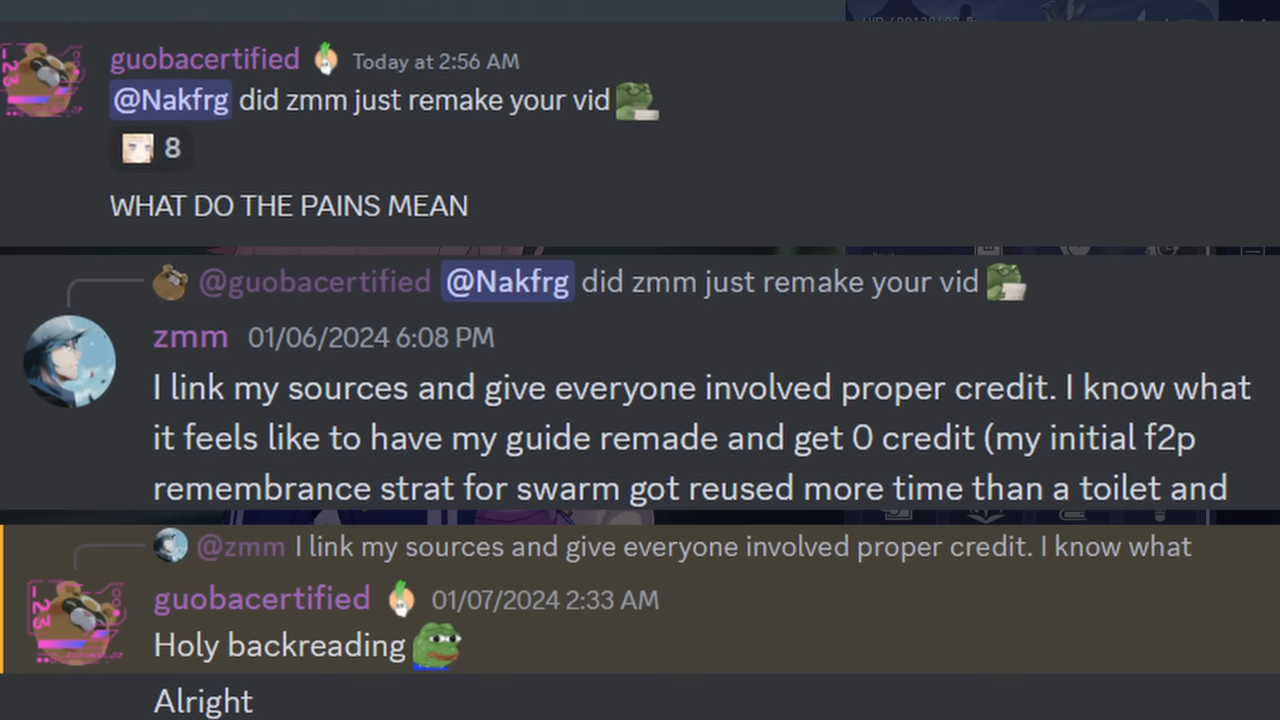 guobacertified Today at 2:56 AM
@Nakfrg did zmm just remake your vid
8
WHAT DO THE PAINS MEAN
@guobacertified @Nakfrg did zmm just remake your vid
zmm 01/06/2024 6:08 PM
I link my sources and give everyone involved proper credit. I know what
it feels like to have my guide remade and get 0 credit (my initial f2p
remembrance strat for swarm got reused more time than a toilet and
@zmm I link my sources and give everyone involved proper credit. I know what
guobacertified 01/07/2024 2:33 AM
Holy backreading
Alright